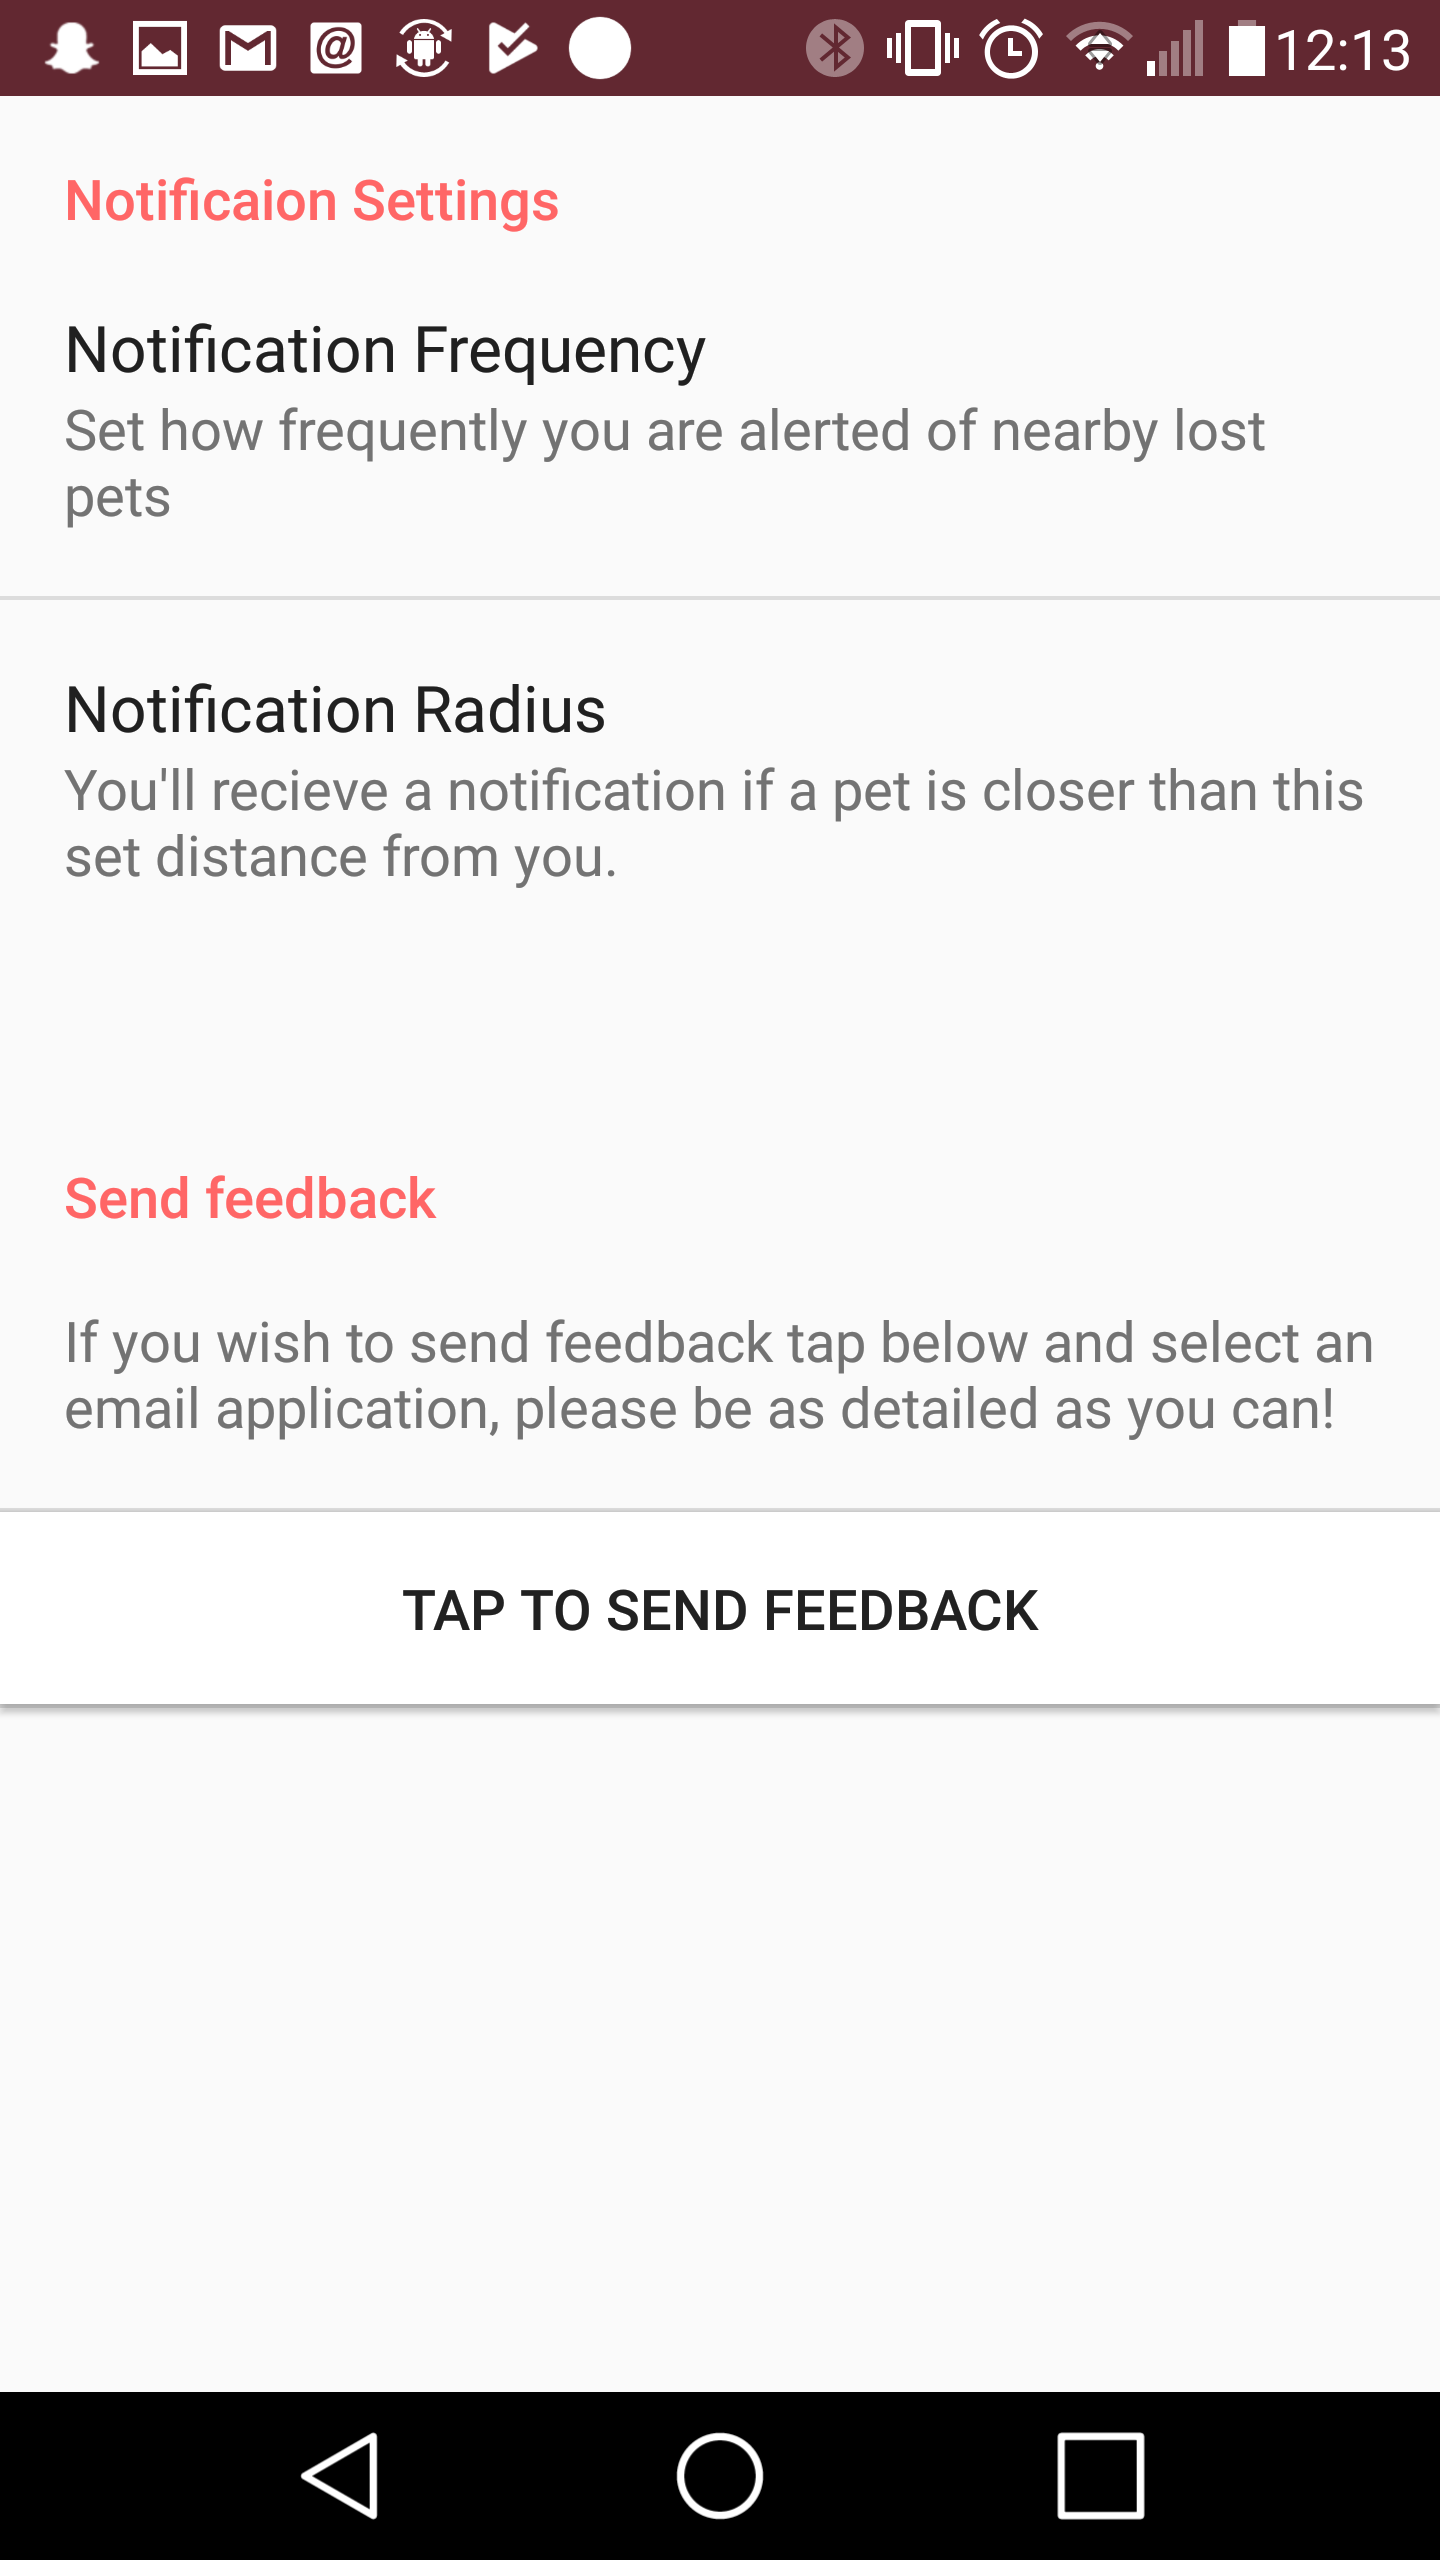 12:13
Notificaion Settings
Notification Frequency
Set how frequently you are alerted of nearby lost
pets
Notification Radius
You'll recieve a notification if a pet is closer than this
set distance from you.
Send feedback
If you wish to send feedback tap below and select an
email application, please be as detailed as you can!
TAP TO SEND FEEDBACK